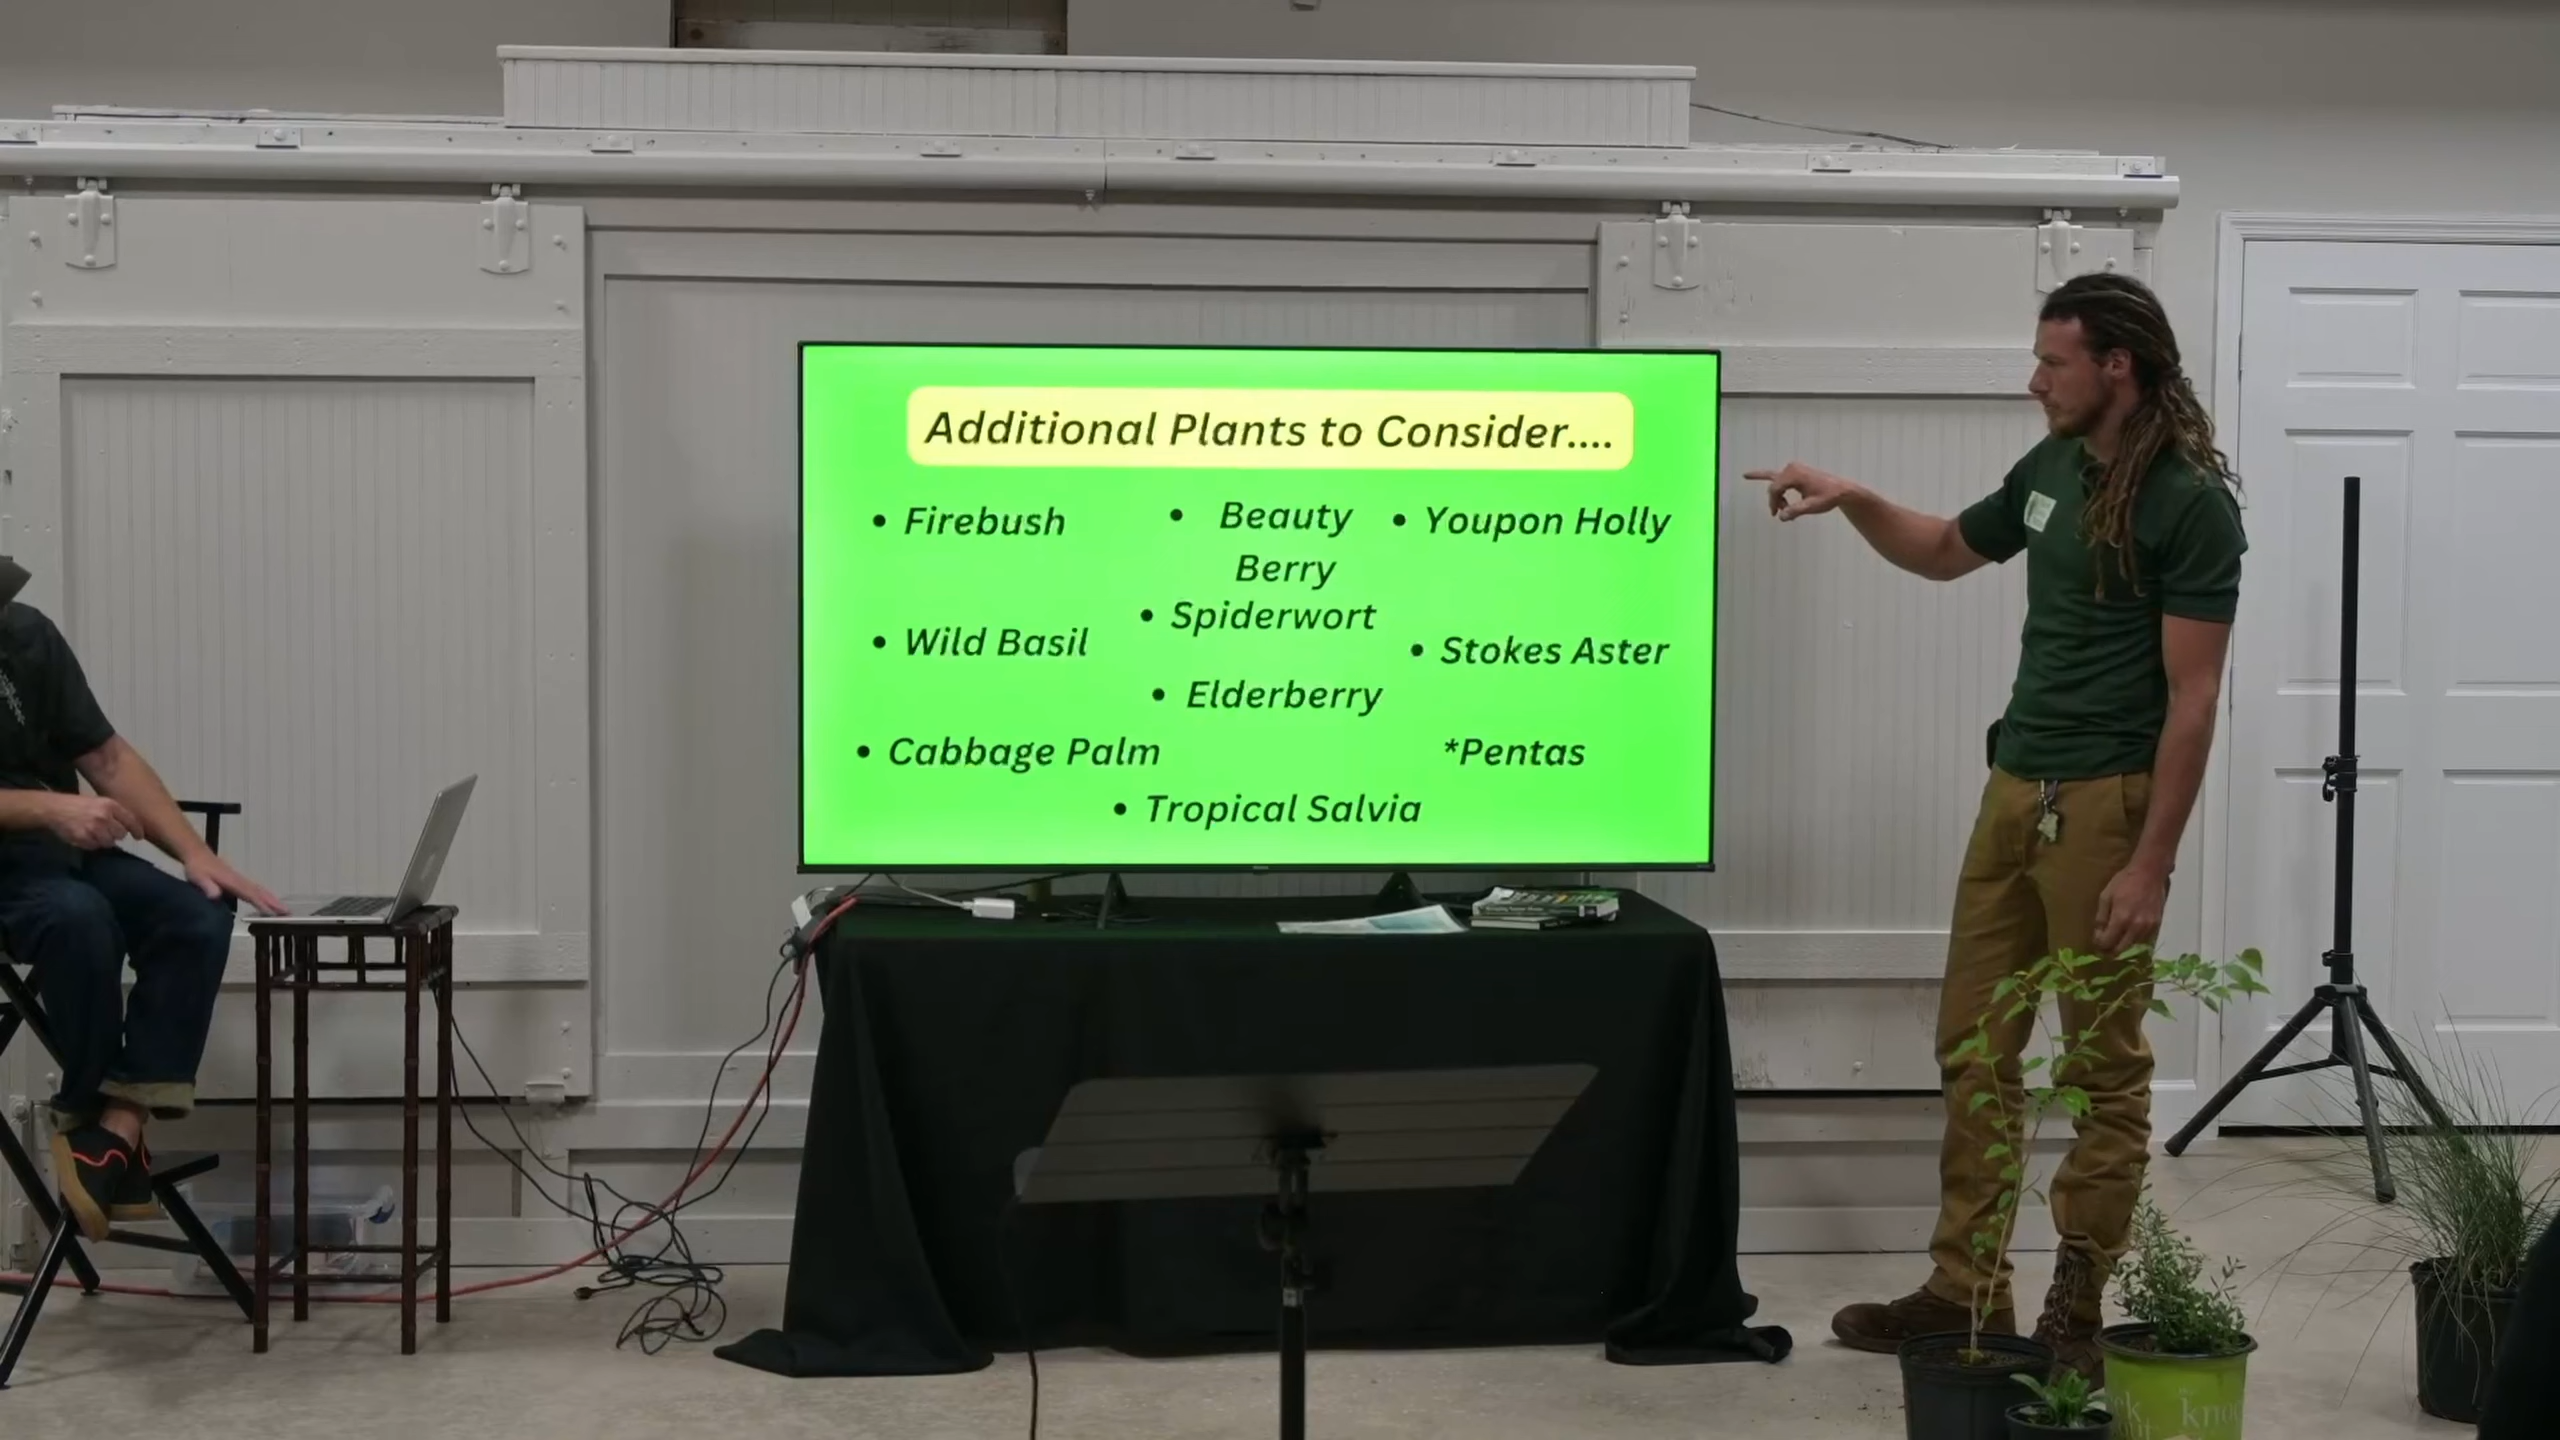 Additional Plants to Consider....
• Firebush
• Beauty
Berry
• Youpon Holly
• Wild Basil
• Spiderwort
• Stokes Aster
• Elderberry
• Cabbage Palm
*Pentas
• Tropical Salvia